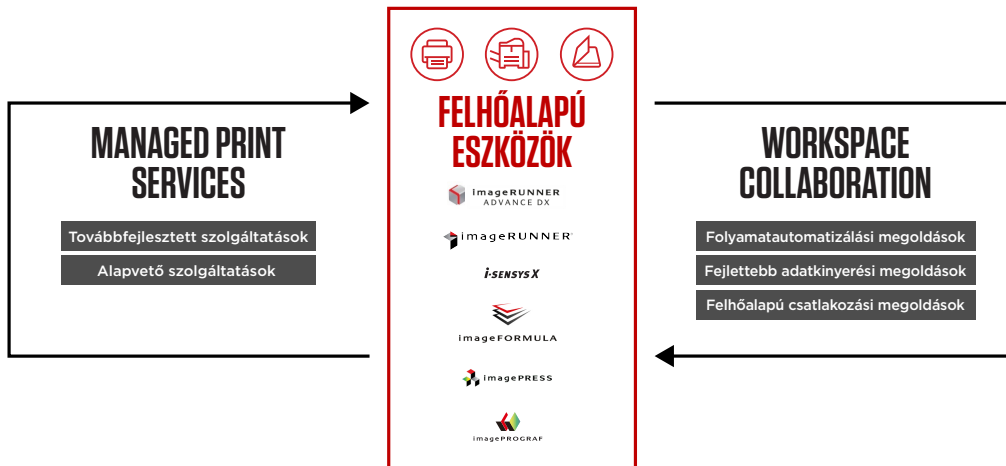 MANAGED PRINT
SERVICES
Továbbfejlesztett szolgáltatások
Alapvető szolgáltatások
FELHŐALAPÚ
ESZKÖZÖK
imageRUNNER
ADVANCE DX
imageRUNNER
i-SENSYS X
imageFORMULA
imagePRESS
imagePROGRAF
WORKSPACE
COLLABORATION
Folyamatautomatizálási megoldások
Fejlettebb adatkinyerési megoldások
Felhőalapú csatlakozási megoldások